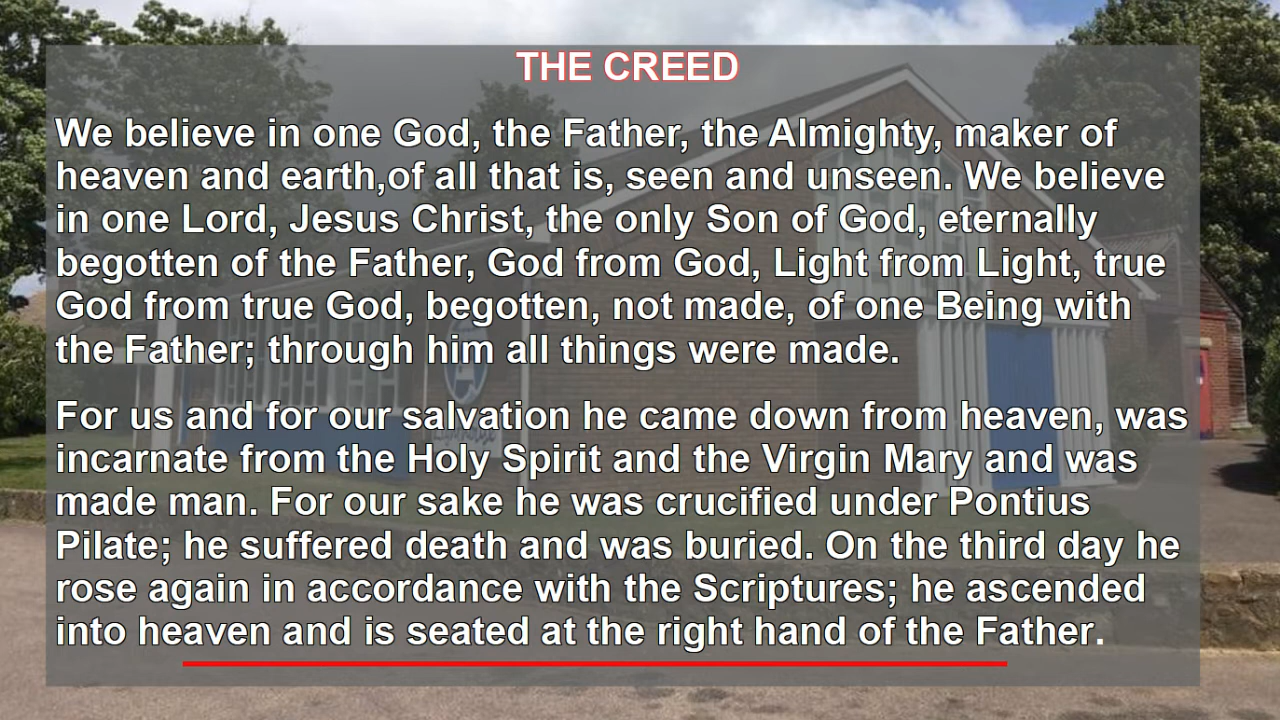 THE CREED
We believe in one God, the Father, the Almighty, maker of
heaven and earth,of all that is, seen and unseen. We believe
in one Lord, Jesus Christ, the only Son of God, eternally
begotten of the Father, God from God, Light from Light, true
God from true God, begotten, not made, of one Being with
the Father; through him all things were made.
For us and for our salvation he came down from heaven, was
incarnate from the Holy Spirit and the Virgin Mary and was
made man. For our sake he was crucified under Pontius
Pilate; he suffered death and was buried. On the third day he
rose again in accordance with the Scriptures; he ascended
into heaven and is seated at the right hand of the Father.